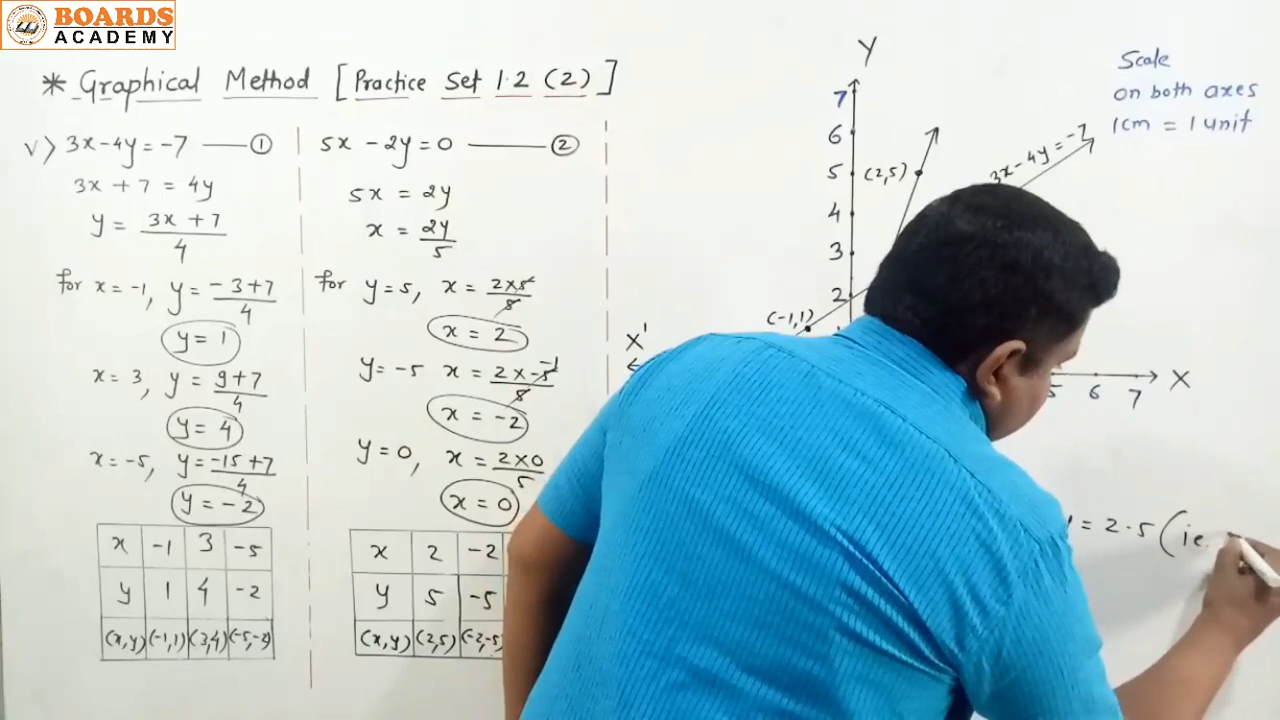 BOARDS
ACADEMY
* Graphical Method [Practice Set 1.2 (2)]
v) 3x-4y=-7 —— ①
3x + 7 = 4y
y = (3x + 7)/4
for x = -1, y = (-3+7)/4
y = 1
x = 3, y = (9+7)/4
y = 4
x = -5, y = (-15+7)/4
y = -2
x -1 3 -5
y 1 4 -2
(x,y) (-1,1) (3,4) (-5,-2)
5x - 2y = 0 —— ②
5x = 2y
x = 2y/5
for y = 5, x = (2×5)/5
x = 2
y = -5 x = (2×-5)/5 -1
x = -2
y = 0, x = (2×0)/5
x = 0
x 2 -2
y 5 -5
(x,y) (2,5) (-2,-5)
Y
7
6
5
4
3
2
(2,5)
(-1,1)
3x-4y=-7
X'
5 6 7 X
Scale
on both axes
1cm = 1 unit
= 2.5 (ie.